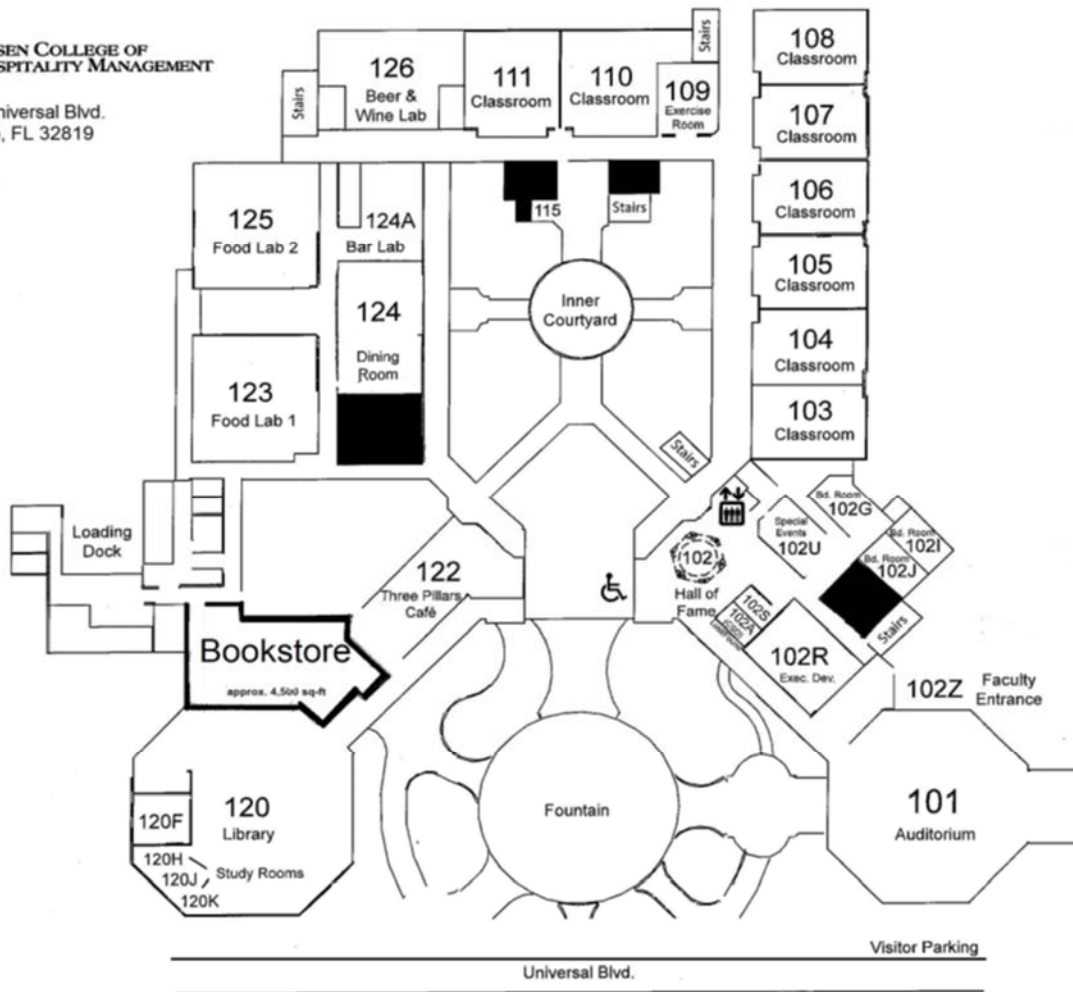 SEN COLLEGE OF
SPITALITY MANAGEMENT
niversal Blvd.
, FL 32819
126
Beer &
Wine Lab
Stairs
111
Classroom
110
Classroom
109
Exercise
Room
Stairs
108
Classroom
107
Classroom
106
Classroom
105
Classroom
104
Classroom
103
Classroom
125
Food Lab 2
124A
Bar Lab
124
Dining
Room
123
Food Lab 1
115
Stairs
Inner
Courtyard
Stairs
Loading
Dock
122
Three Pillars
Café
102
Hall of
Fame
Special
Events
102U
Bd. Room
102G
Bd. Room
102I
Bd. Room
102J
102S
102A
102R
Exec. Dev.
Stairs
102Z
Faculty
Entrance
Bookstore
approx. 4,500 sq-ft
120
Library
120F
120H
120J
120K
Study Rooms
Fountain
101
Auditorium
Visitor Parking
Universal Blvd.